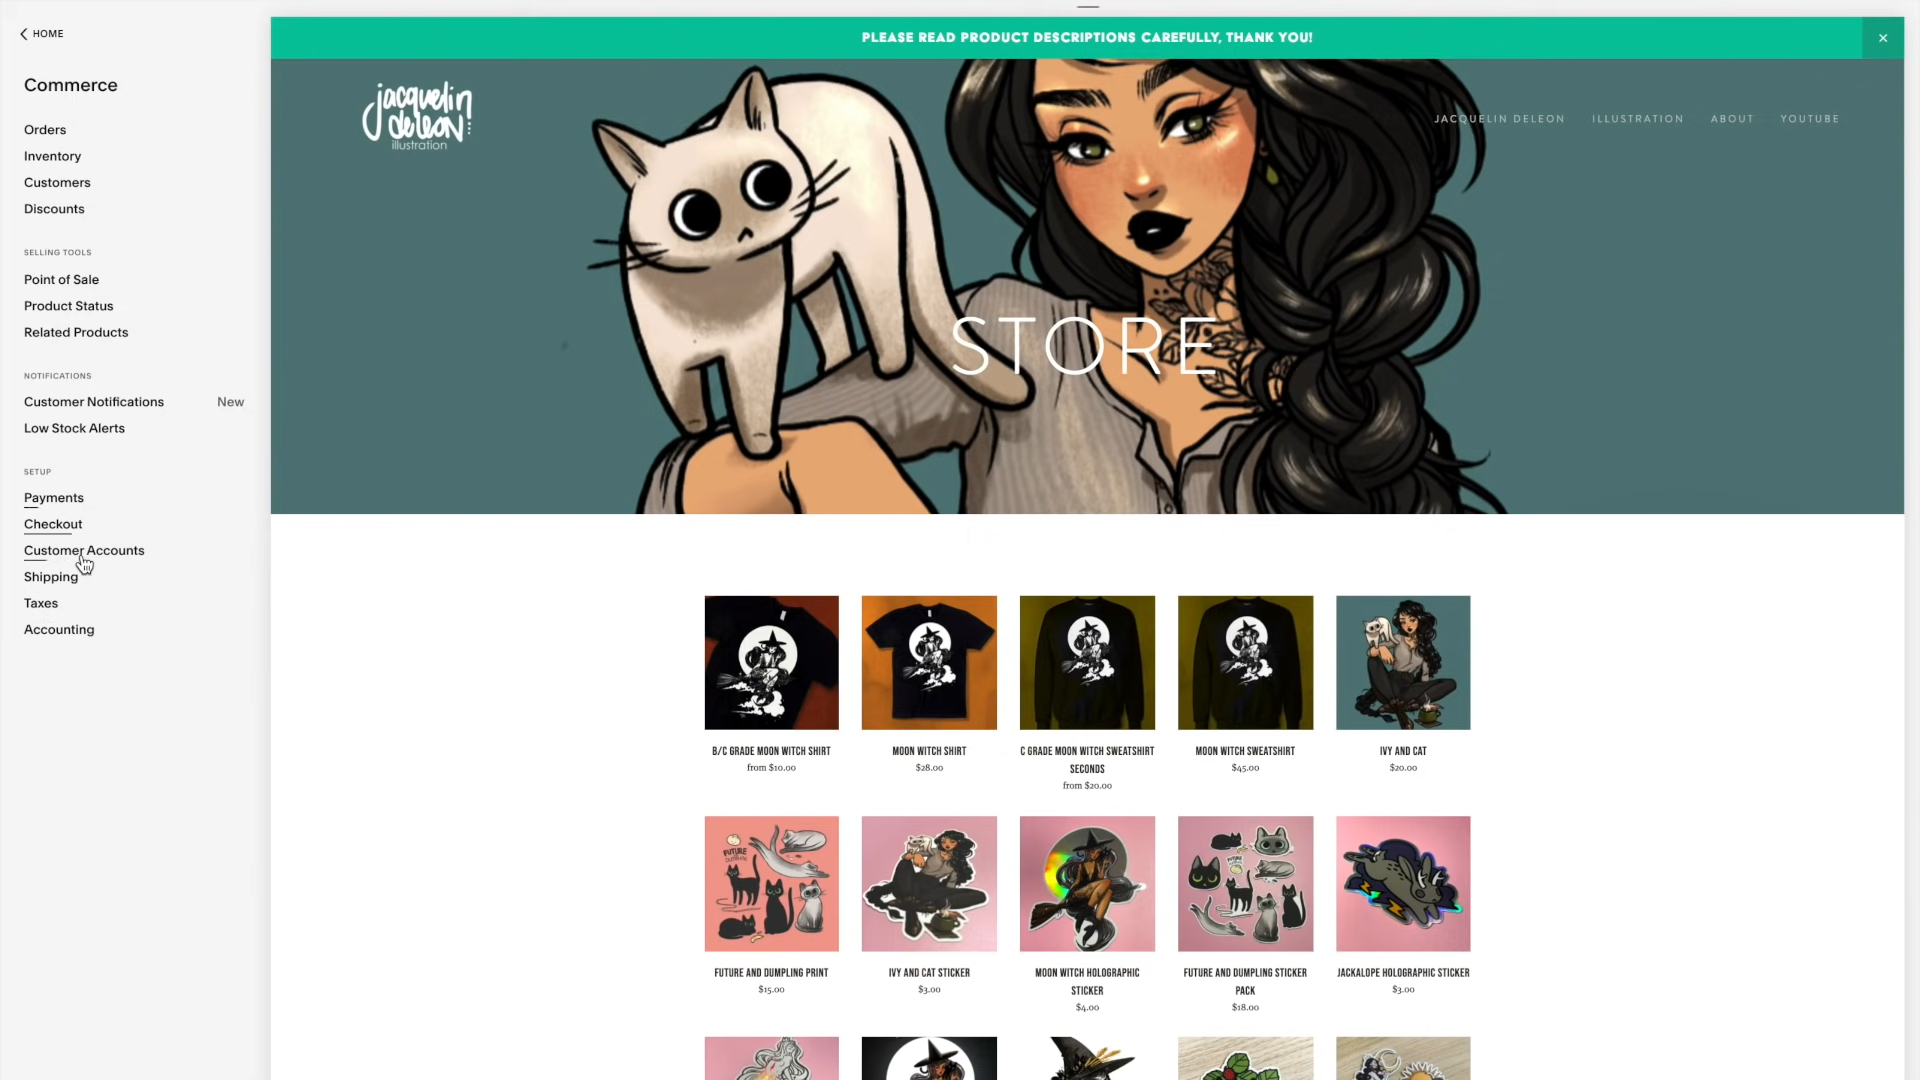 HOME
Commerce
Orders
Inventory
Customers
Discounts
SELLING TOOLS
Point of Sale
Product Status
Related Products
NOTIFICATIONS
Customer Notifications New
Low Stock Alerts
SETUP
Payments
Checkout
Customer Accounts
Shipping
Taxes
Accounting
PLEASE READ PRODUCT DESCRIPTIONS CAREFULLY, THANK YOU!
jacquelin
deleon
illustration
JACQUELIN DELEON ILLUSTRATION ABOUT YOUTUBE
STORE
B/C GRADE MOON WITCH SHIRT
from $10.00
MOON WITCH SHIRT
$28.00
C GRADE MOON WITCH SWEATSHIRT
SECONDS
from $20.00
MOON WITCH SWEATSHIRT
$45.00
IVY AND CAT
$20.00
FUTURE
FUTURE AND DUMPLING PRINT
$15.00
IVY AND CAT STICKER
$3.00
MOON WITCH HOLOGRAPHIC
STICKER
$4.00
FUTURE AND DUMPLING STICKER
PACK
$18.00
JACKALOPE HOLOGRAPHIC STICKER
$3.00